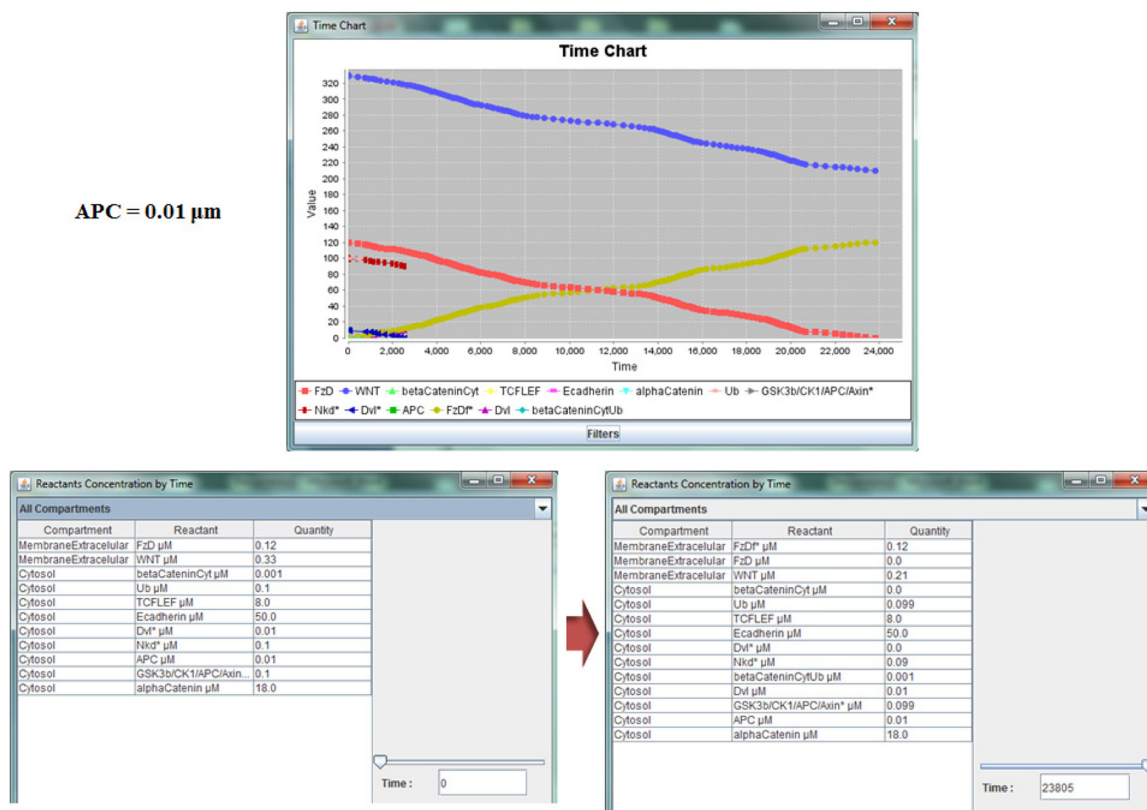 Time Chart
Time Chart
APC = 0.01 µm
Value
320
300
280
260
240
220
200
180
160
140
120
100
80
60
40
20
0
0 2,000 4,000 6,000 8,000 10,000 12,000 14,000 16,000 18,000 20,000 22,000 24,000
Time
FzD WNT betaCateninCyt TCFLEF Ecadherin alphaCatenin Ub GSK3b/CK1/APC/Axin*
Nkd* Dvl* APC FzDf* Dvl betaCateninCytUb
Filters
Reactants Concentration by Time
All Compartments
Compartment Reactant Quantity
MembraneExtracelular FzD µM 0.12
MembraneExtracelular WNT µM 0.33
Cytosol betaCateninCyt µM 0.001
Cytosol Ub µM 0.1
Cytosol TCFLEF µM 8.0
Cytosol Ecadherin µM 50.0
Cytosol Dvl* µM 0.01
Cytosol Nkd* µM 0.1
Cytosol APC µM 0.01
Cytosol GSK3b/CK1/APC/Axin... 0.1
Cytosol alphaCatenin µM 18.0
Time : 0
Reactants Concentration by Time
All Compartments
Compartment Reactant Quantity
MembraneExtracelular FzDf* µM 0.12
MembraneExtracelular FzD µM 0.0
MembraneExtracelular WNT µM 0.21
Cytosol betaCateninCyt µM 0.0
Cytosol Ub µM 0.099
Cytosol TCFLEF µM 8.0
Cytosol Ecadherin µM 50.0
Cytosol Dvl* µM 0.0
Cytosol Nkd* µM 0.09
Cytosol betaCateninCytUb µM 0.001
Cytosol Dvl µM 0.01
Cytosol GSK3b/CK1/APC/Axin* µM 0.099
Cytosol APC µM 0.01
Cytosol alphaCatenin µM 18.0
Time : 23805